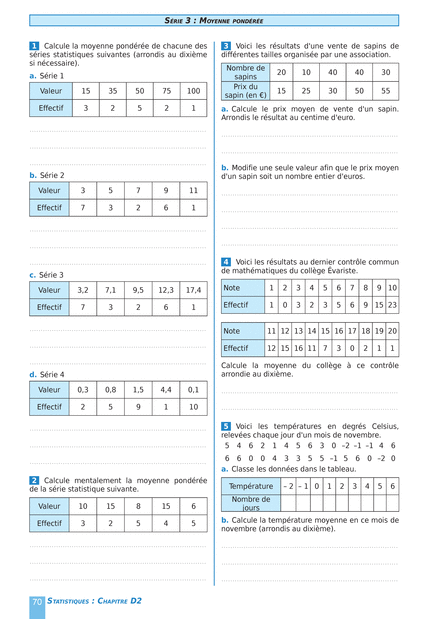 SÉRIE 3 : MOYENNE PONDÉRÉE
1 Calcule la moyenne pondérée de chacune des
séries statistiques suivantes (arrondis au dixième
si nécessaire).
a. Série 1
Valeur 15 35 50 75 100
Effectif 3 2 5 2 1
b. Série 2
Valeur 3 5 7 9 11
Effectif 7 3 2 6 1
c. Série 3
Valeur 3,2 7,1 9,5 12,3 17,4
Effectif 7 3 2 6 1
d. Série 4
Valeur 0,3 0,8 1,5 4,4 0,1
Effectif 2 5 9 1 10
2 Calcule mentalement la moyenne pondérée
de la série statistique suivante.
Valeur 10 15 8 15 6
Effectif 3 2 5 4 5
3 Voici les résultats d'une vente de sapins de
différentes tailles organisée par une association.
Nombre de
sapins 20 10 40 40 30
Prix du
sapin (en €) 15 25 30 50 55
a. Calcule le prix moyen de vente d'un sapin.
Arrondis le résultat au centime d'euro.
b. Modifie une seule valeur afin que le prix moyen
d'un sapin soit un nombre entier d'euros.
4 Voici les résultats au dernier contrôle commun
de mathématiques du collège Évariste.
Note 1 2 3 4 5 6 7 8 9 10
Effectif 1 0 3 2 3 5 6 9 15 23
Note 11 12 13 14 15 16 17 18 19 20
Effectif 12 15 16 11 7 3 0 2 1 1
Calcule la moyenne du collège à ce contrôle
arrondie au dixième.
5 Voici les températures en degrés Celsius,
relevées chaque jour d'un mois de novembre.
5 4 6 2 1 4 5 6 3 0 –2 –1 –1 4 6
6 6 0 0 4 3 3 5 5 –1 5 6 0 –2 0
a. Classe les données dans le tableau.
Température – 2 – 1 0 1 2 3 4 5 6
Nombre de
jours
b. Calcule la température moyenne en ce mois de
novembre (arrondis au dixième).
70 STATISTIQUES : CHAPITRE D2